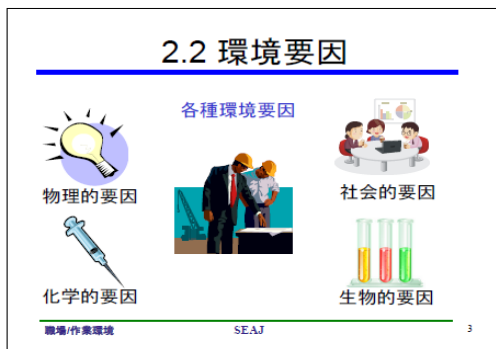 2.2 環境要因
各種環境要因
物理的要因
社会的要因
化学的要因
生物的要因
職場/作業環境 SEAJ 3